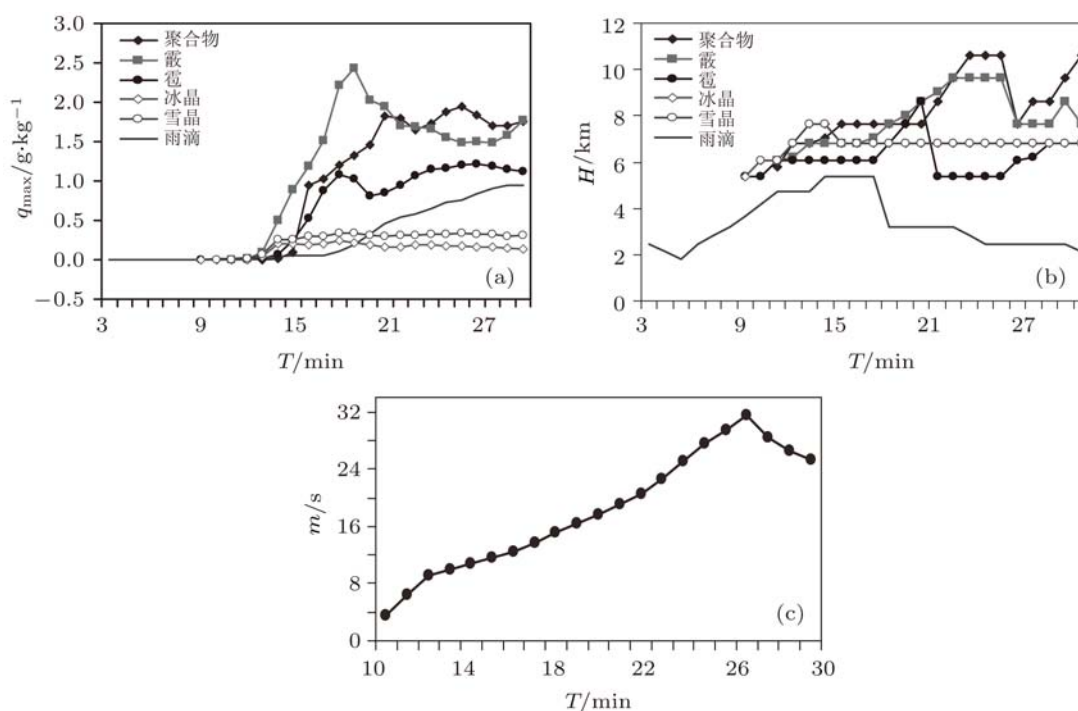 3.0
2.5
2.0
1.5
1.0
0.5
0.0
−0.5
q_max/g·kg⁻¹
聚合物
霰
雹
冰晶
雪晶
雨滴
(a)
3 9 15 21 27
T/min
12
10
8
6
4
2
0
H/km
聚合物
霰
雹
冰晶
雪晶
雨滴
(b)
3 9 15 21 27
T/min
32
24
16
8
0
m/s
(c)
10 14 18 22 26 30
T/min